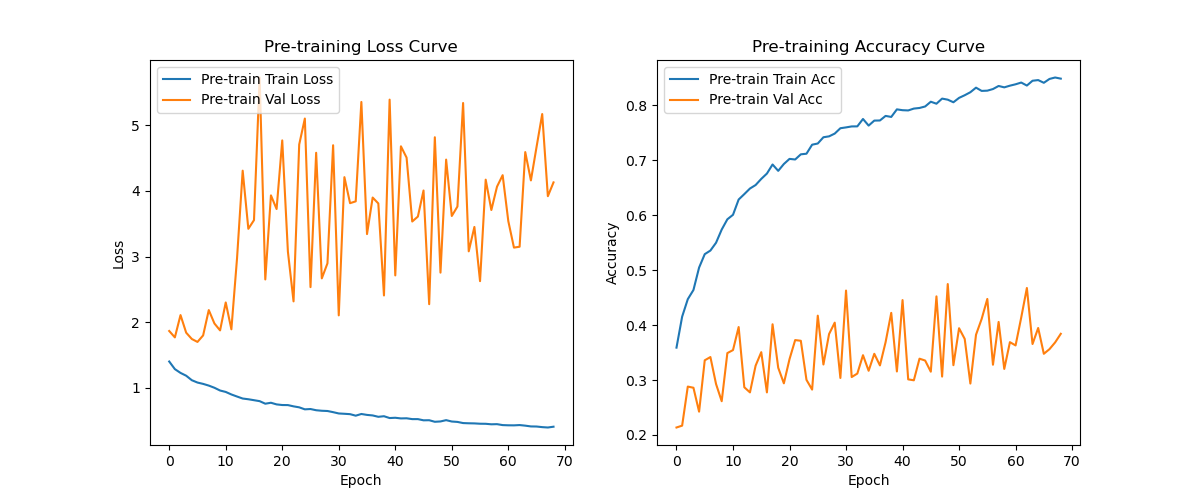 Pre-training Loss Curve
Pre-train Train Loss
Pre-train Val Loss
5
4
3
2
1
Loss
0 10 20 30 40 50 60 70
Epoch
Pre-training Accuracy Curve
Pre-train Train Acc
Pre-train Val Acc
0.8
0.7
0.6
0.5
0.4
0.3
0.2
Accuracy
0 10 20 30 40 50 60 70
Epoch